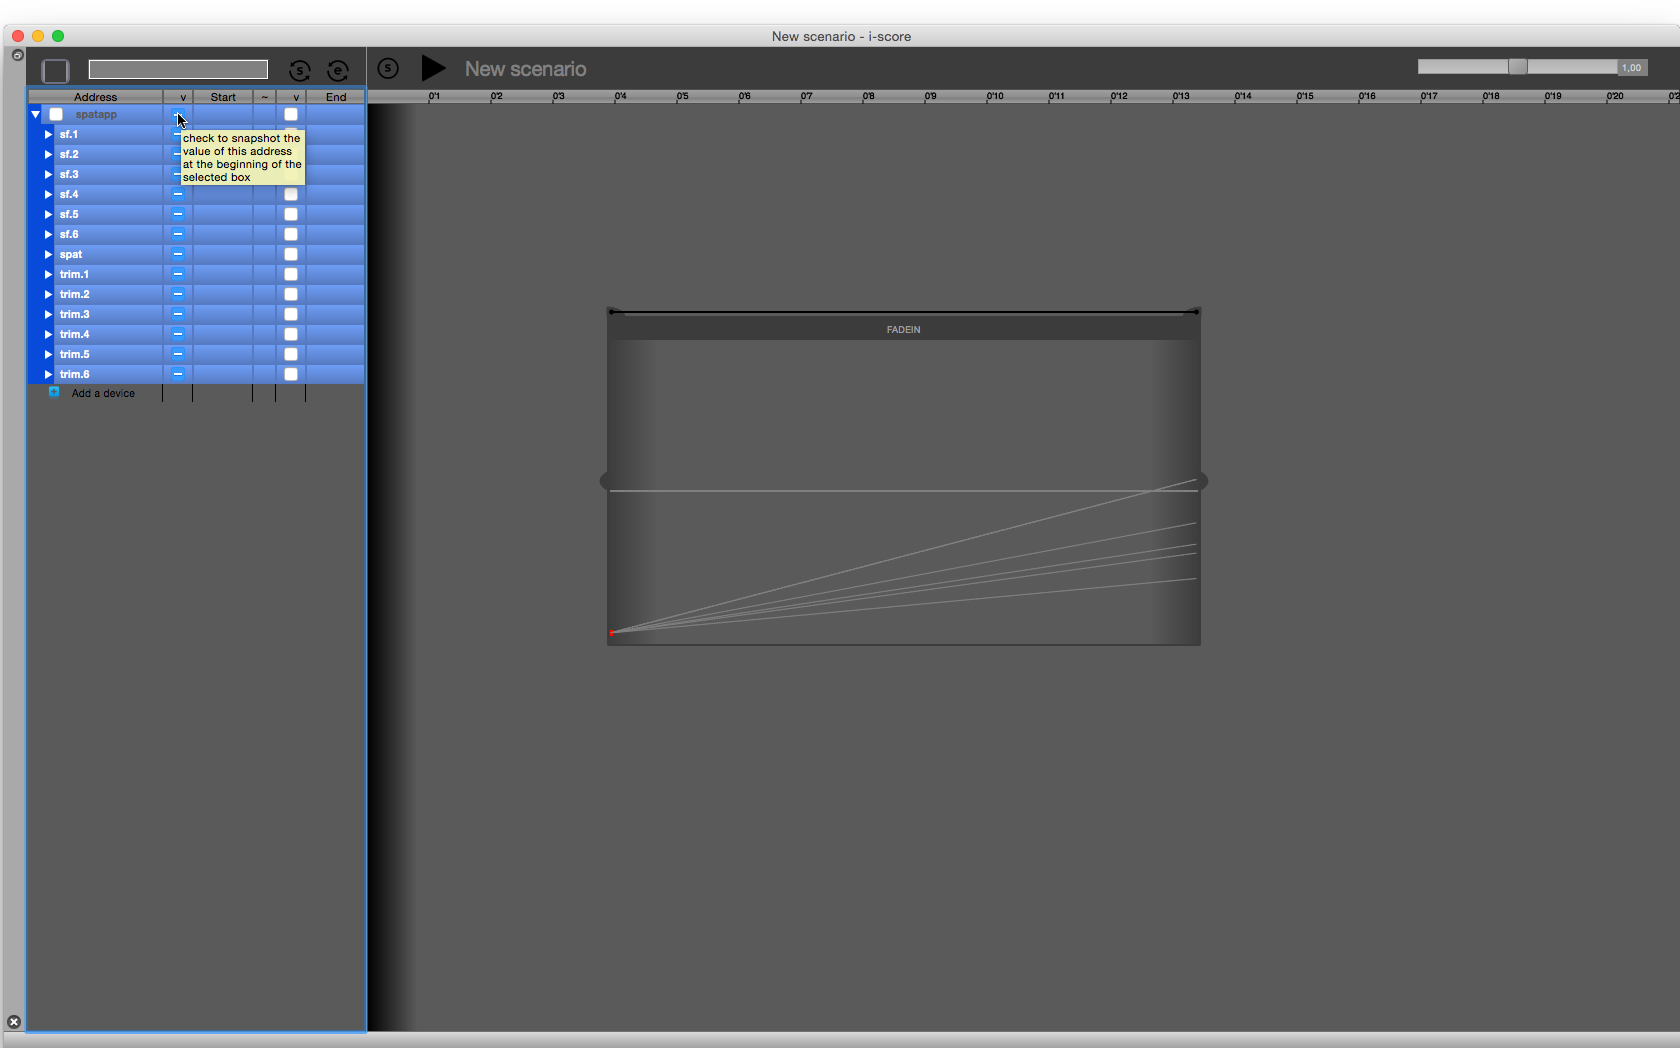 New scenario - i-score
s
e
s
New scenario
1,00
Address v Start ~ v End
0'1 0'2 0'3 0'4 0'5 0'6 0'7 0'8 0'9 0'10 0'11 0'12 0'13 0'14 0'15 0'16 0'17 0'18 0'19 0'20 0'2
spatapp
sf.1
check to snapshot the
value of this address
at the beginning of the
selected box
sf.2
sf.3
sf.4
sf.5
sf.6
spat
trim.1
trim.2
trim.3
trim.4
trim.5
trim.6
Add a device
FADEIN